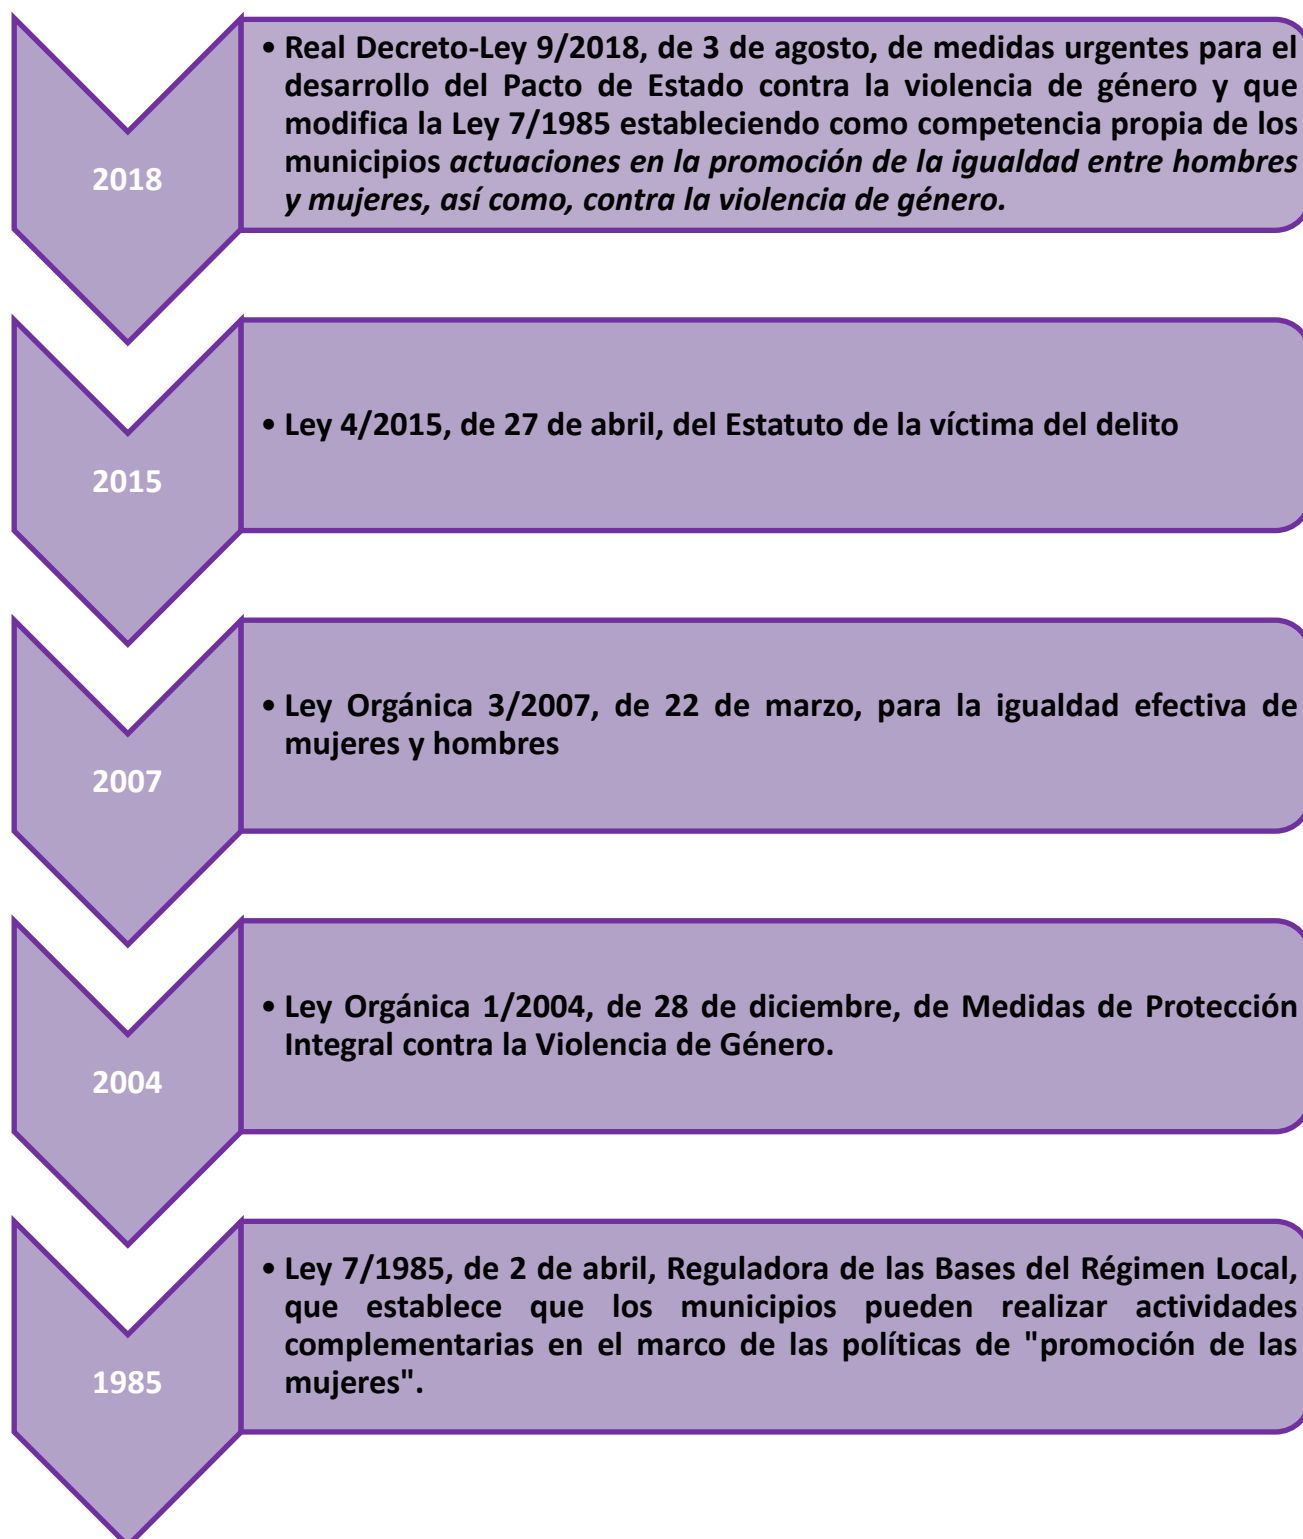 2018
• Real Decreto-Ley 9/2018, de 3 de agosto, de medidas urgentes para el
desarrollo del Pacto de Estado contra la violencia de género y que
modifica la Ley 7/1985 estableciendo como competencia propia de los
municipios actuaciones en la promoción de la igualdad entre hombres
y mujeres, así como, contra la violencia de género.
2015
• Ley 4/2015, de 27 de abril, del Estatuto de la víctima del delito
2007
• Ley Orgánica 3/2007, de 22 de marzo, para la igualdad efectiva de
mujeres y hombres
2004
• Ley Orgánica 1/2004, de 28 de diciembre, de Medidas de Protección
Integral contra la Violencia de Género.
1985
• Ley 7/1985, de 2 de abril, Reguladora de las Bases del Régimen Local,
que establece que los municipios pueden realizar actividades
complementarias en el marco de las políticas de "promoción de las
mujeres".